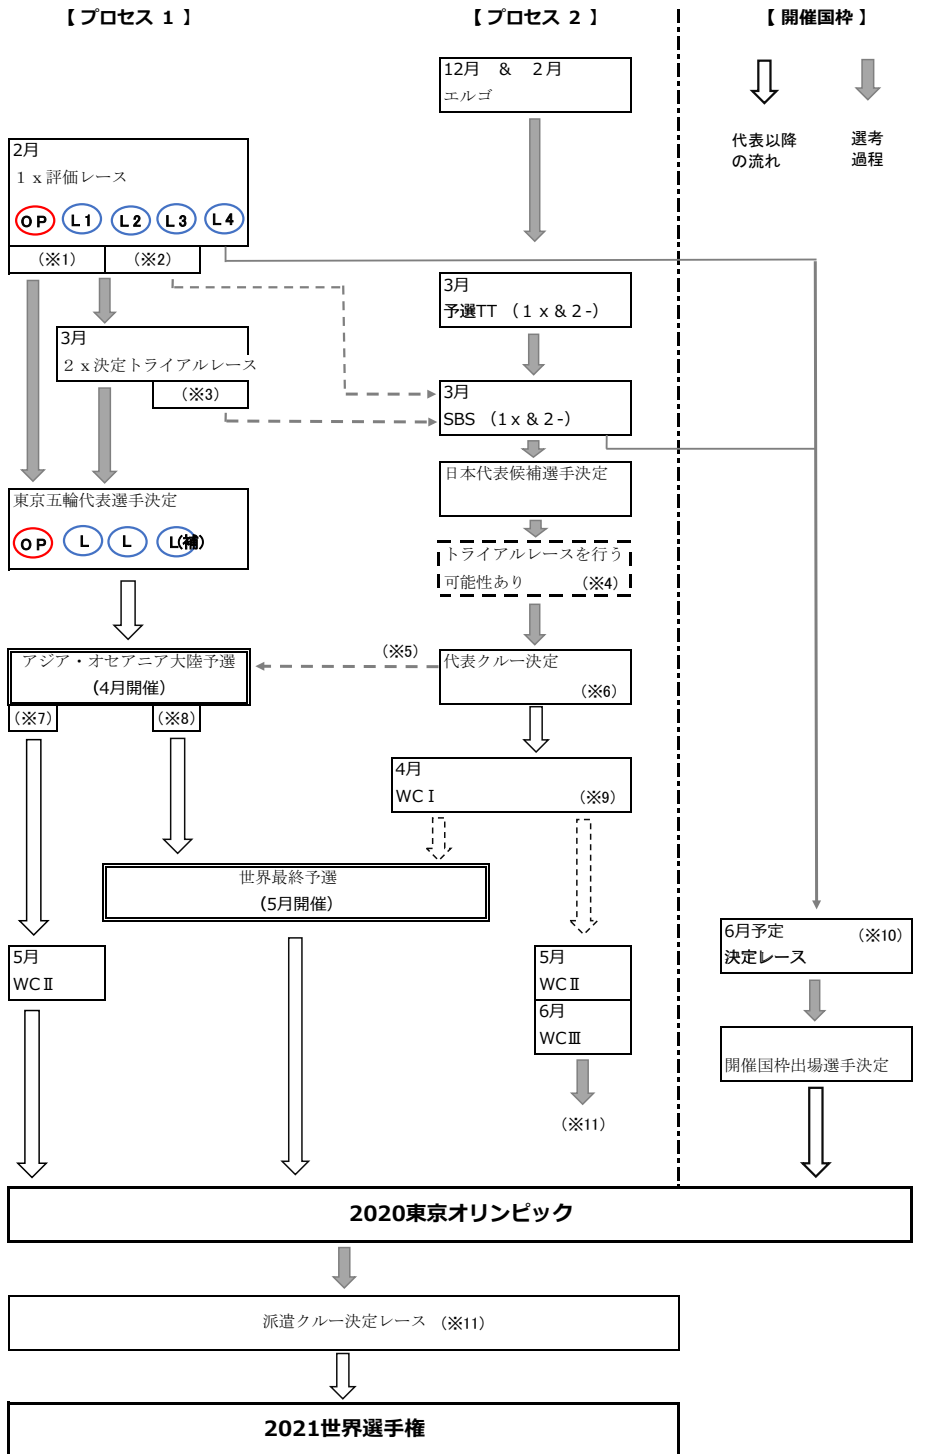 【 プロセス 1 】
【 プロセス 2 】
【 開催国枠 】
12月 & 2月
エルゴ
代表以降
の流れ
選考
過程
2月
1x評価レース
OP
L1
L2
L3
L4
(※1)
(※2)
3月
予選TT (1x&2-)
3月
2x決定トライアルレース
(※3)
3月
SBS (1x&2-)
日本代表候補選手決定
東京五輪代表選手決定
OP
L
L
L(補)
トライアルレースを行う
可能性あり (※4)
アジア・オセアニア大陸予選
(4月開催)
(※5)
代表クルー決定
(※6)
(※7)
(※8)
4月
WCⅠ (※9)
世界最終予選
(5月開催)
6月予定 (※10)
決定レース
5月
WCⅡ
5月
WCⅡ
6月
WCⅢ
(※11)
開催国枠出場選手決定
2020東京オリンピック
派遣クルー決定レース (※11)
2021世界選手権